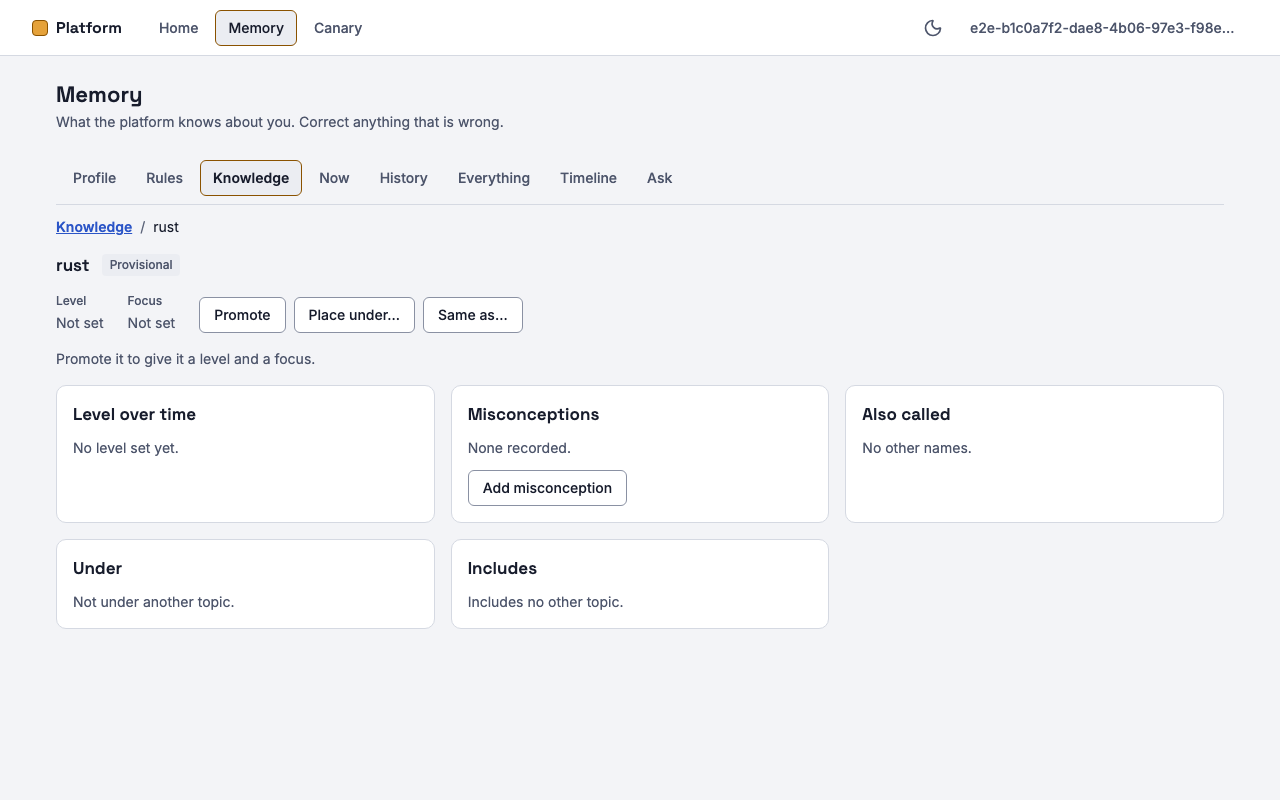 Platform Home Memory Canary e2e-b1c0a7f2-dae8-4b06-97e3-f98e...
Memory
What the platform knows about you. Correct anything that is wrong.
Profile Rules Knowledge Now History Everything Timeline Ask
Knowledge / rust
rust Provisional
Level Focus
Not set Not set Promote Place under... Same as...
Promote it to give it a level and a focus.
Level over time
No level set yet.
Misconceptions
None recorded.
Add misconception
Also called
No other names.
Under
Not under another topic.
Includes
Includes no other topic.